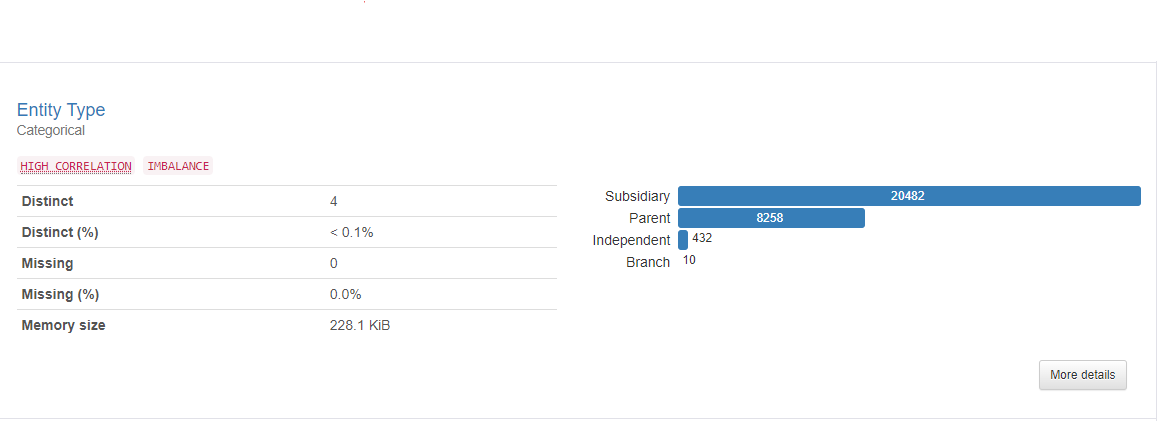 Entity Type
Categorical
HIGH CORRELATION IMBALANCE
Distinct 4
Distinct (%) < 0.1%
Missing 0
Missing (%) 0.0%
Memory size 228.1 KiB
Subsidiary 20482
Parent 8258
Independent 432
Branch 10
More details